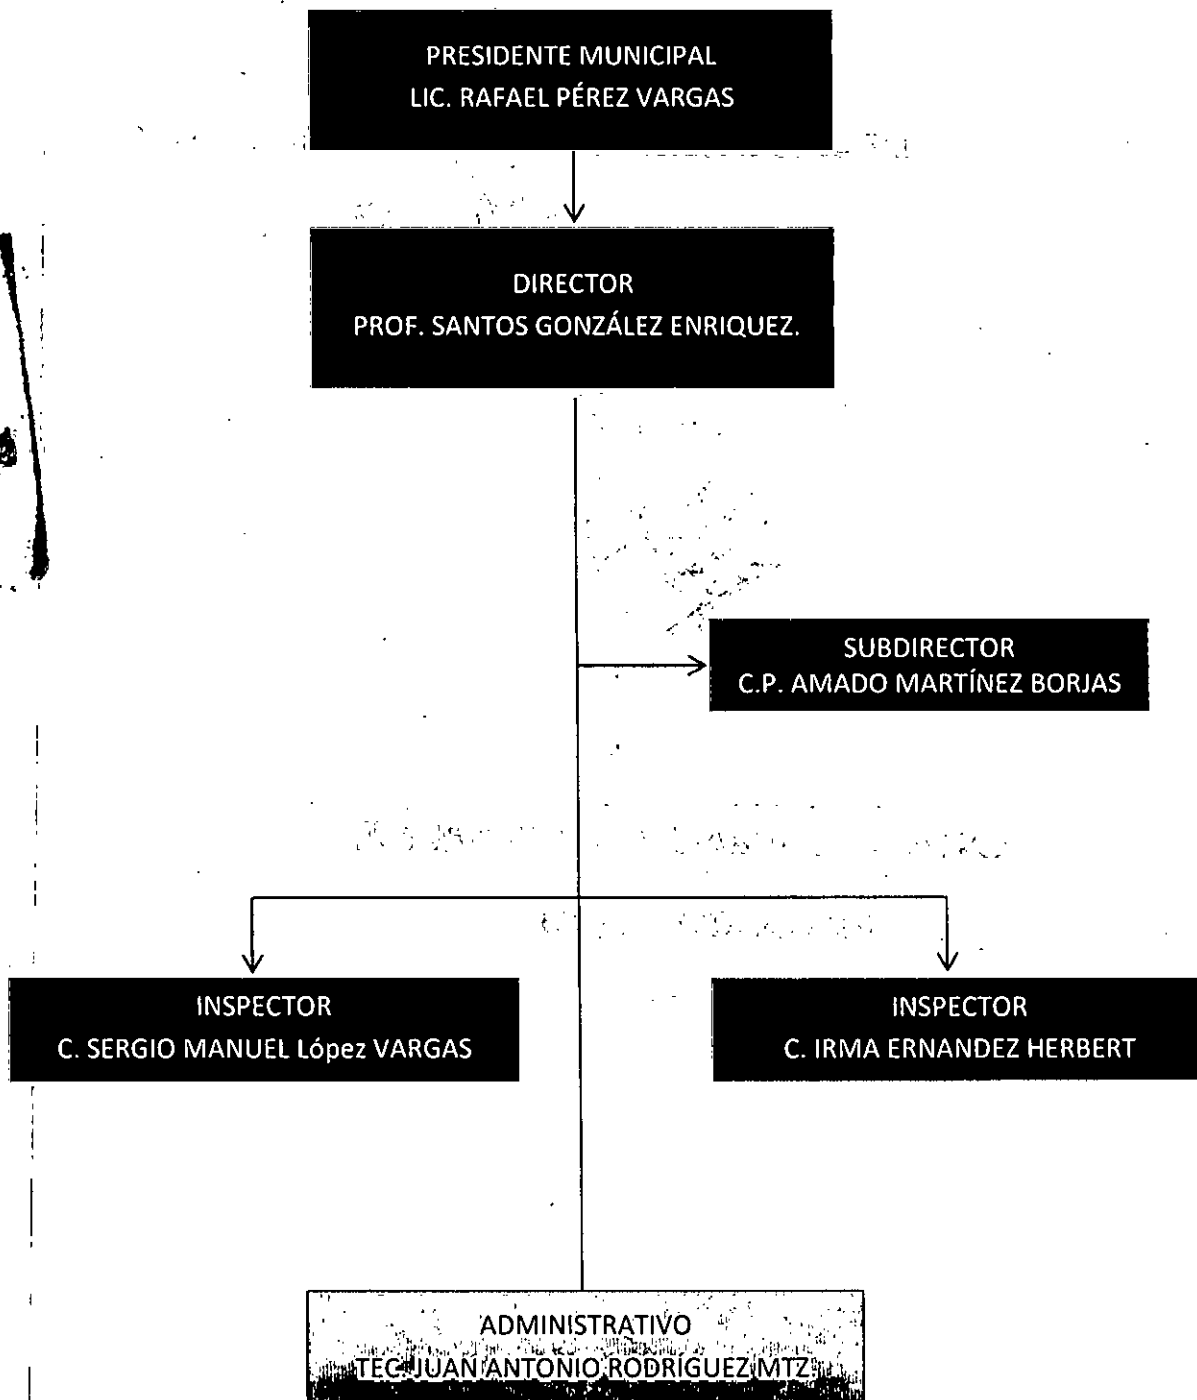 PRESIDENTE MUNICIPAL
LIC. RAFAEL PÉREZ VARGAS
DIRECTOR
PROF. SANTOS GONZÁLEZ ENRIQUEZ.
SUBDIRECTOR
C.P. AMADO MARTÍNEZ BORJAS
INSPECTOR
C. SERGIO MANUEL López VARGAS
INSPECTOR
C. IRMA ERNANDEZ HERBERT
ADMINISTRATIVO
TEC. JUAN ANTONIO RODRÍGUEZ MTZ